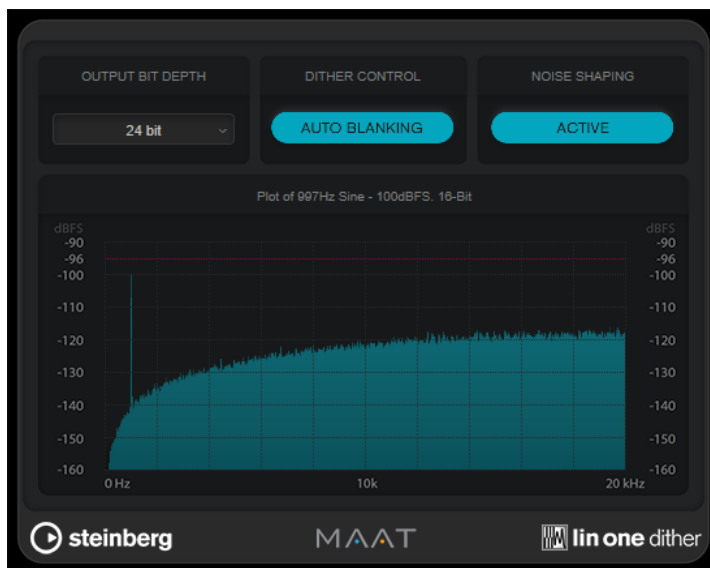 OUTPUT BIT DEPTH
DITHER CONTROL
NOISE SHAPING
24 bit
AUTO BLANKING
ACTIVE
Plot of 997Hz Sine - 100dBFS. 16-Bit
dBFS dBFS
-90 -90
-96 -96
-100 -100
-110 -110
-120 -120
-130 -130
-140 -140
-150 -150
-160 -160
0 Hz 10k 20 kHz
steinberg
MAAT
lin one dither